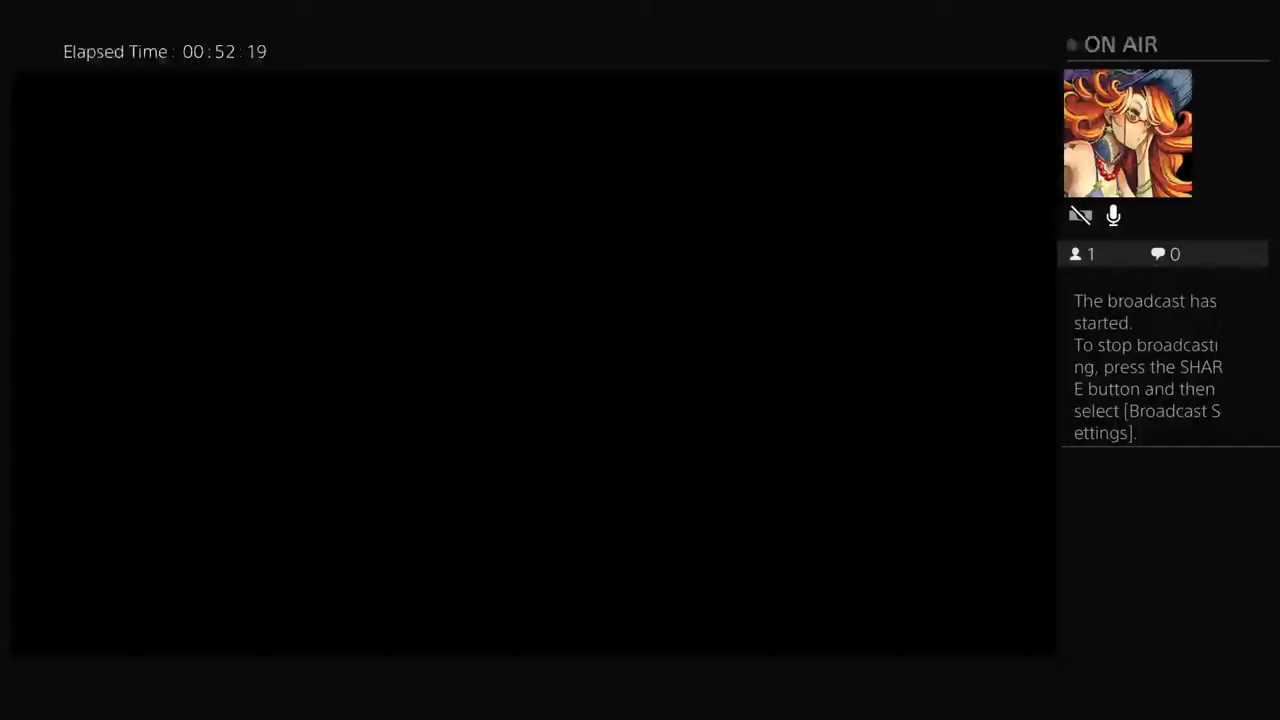 Elapsed Time : 00:52:19
ON AIR
1 0
The broadcast has
started.
To stop broadcasti
ng, press the SHAR
E button and then
select [Broadcast S
ettings].